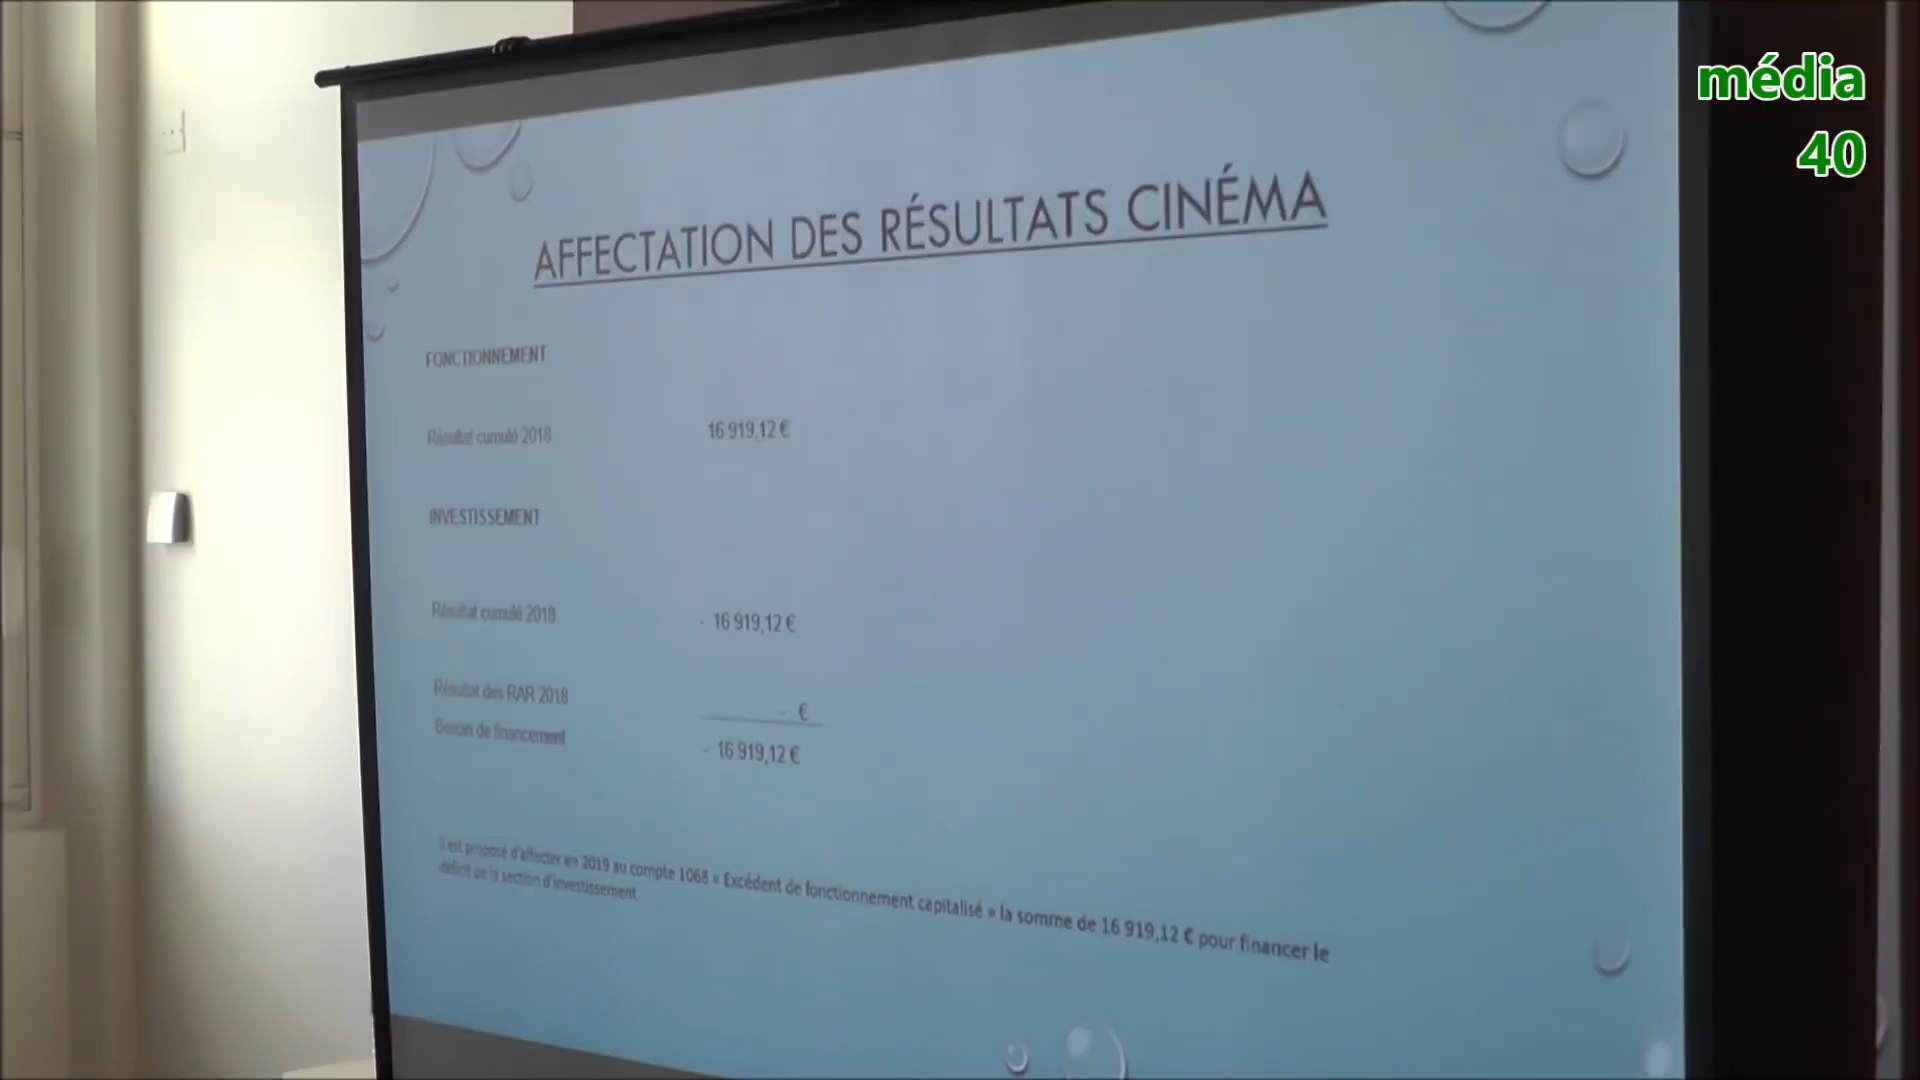 média
40
AFFECTATION DES RÉSULTATS CINÉMA
FONCTIONNEMENT
Résultat cumulé 2018 16 919,12 €
INVESTISSEMENT
Résultat cumulé 2018 - 16 919,12 €
Résultat des RAR 2018 - €
Besoin de financement - 16 919,12 €
Il est proposé d'affecter en 2019 au compte 1068 « Excédent de fonctionnement capitalisé » la somme de 16 919,12 € pour financer le
déficit de la section d'investissement.